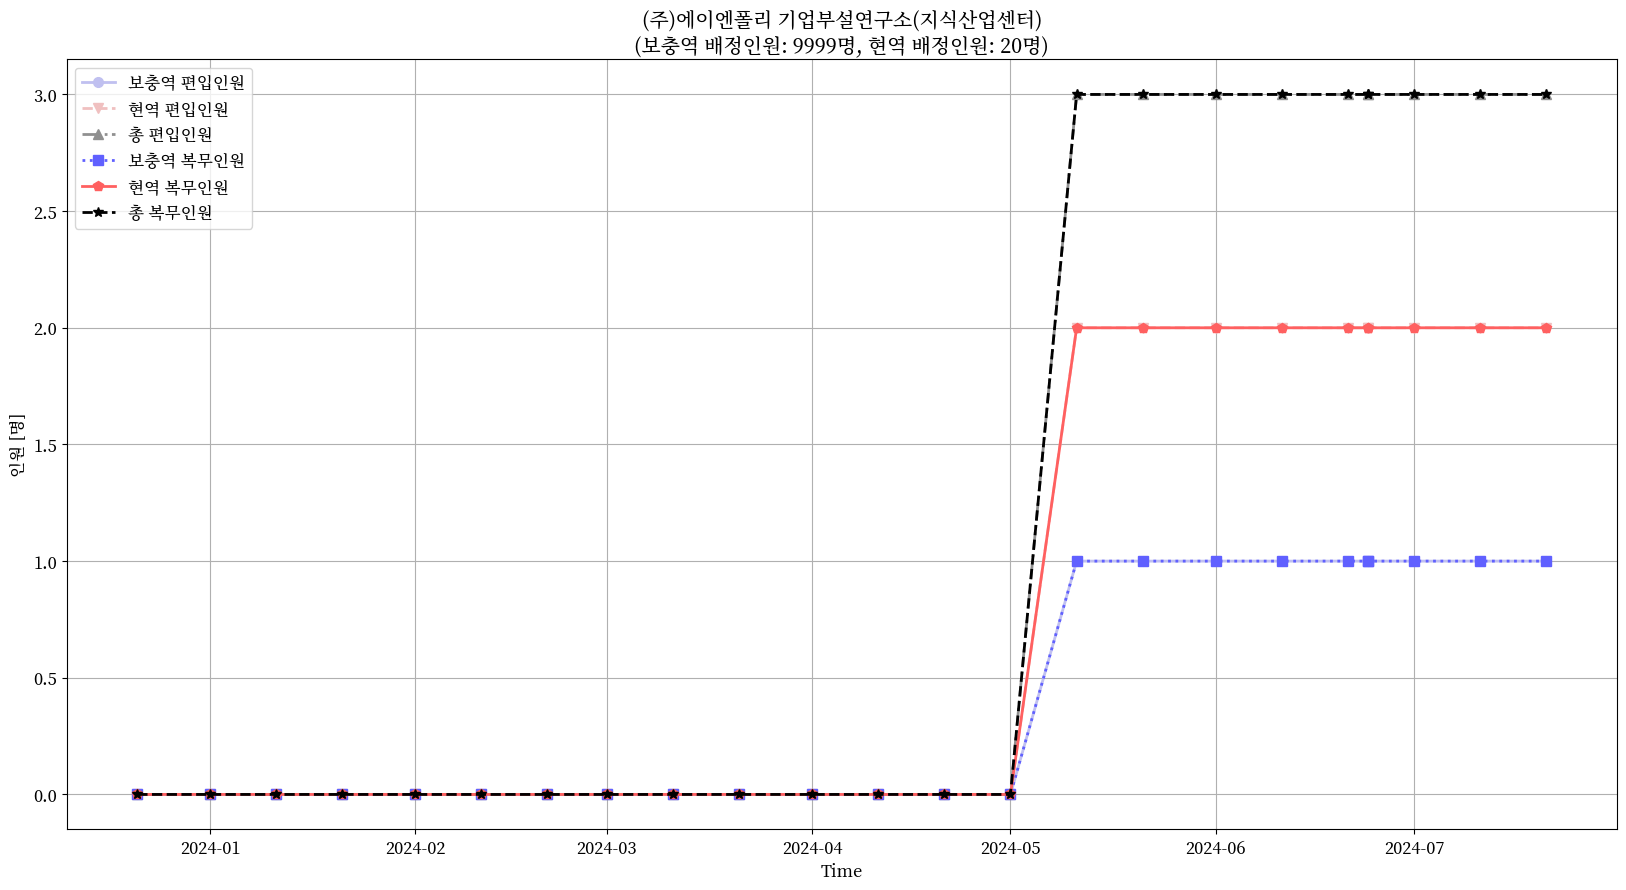 (주)에이엔폴리 기업부설연구소(지식산업센터)
(보충역 배정인원: 9999명, 현역 배정인원: 20명)
보충역 편입인원
현역 편입인원
총 편입인원
보충역 복무인원
현역 복무인원
총 복무인원
인원 [명]
3.0
2.5
2.0
1.5
1.0
0.5
0.0
2024-01
2024-02
2024-03
2024-04
2024-05
2024-06
2024-07
Time